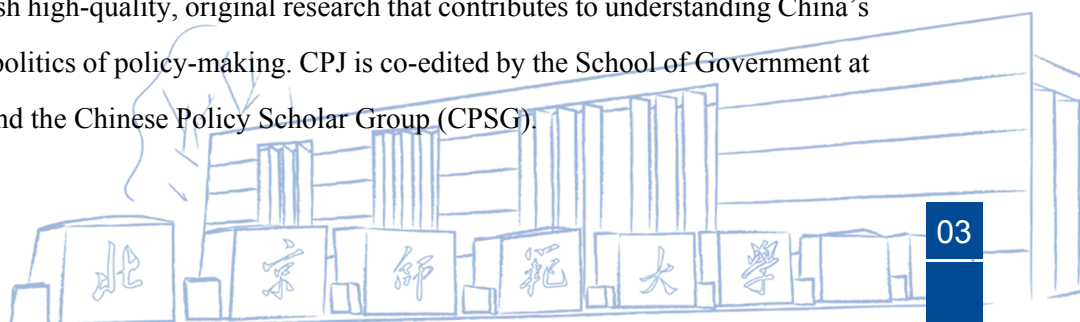 sh high-quality, original research that contributes to understanding China's
politics of policy-making. CPJ is co-edited by the School of Government at
nd the Chinese Policy Scholar Group (CPSG).
03
北京师範大學